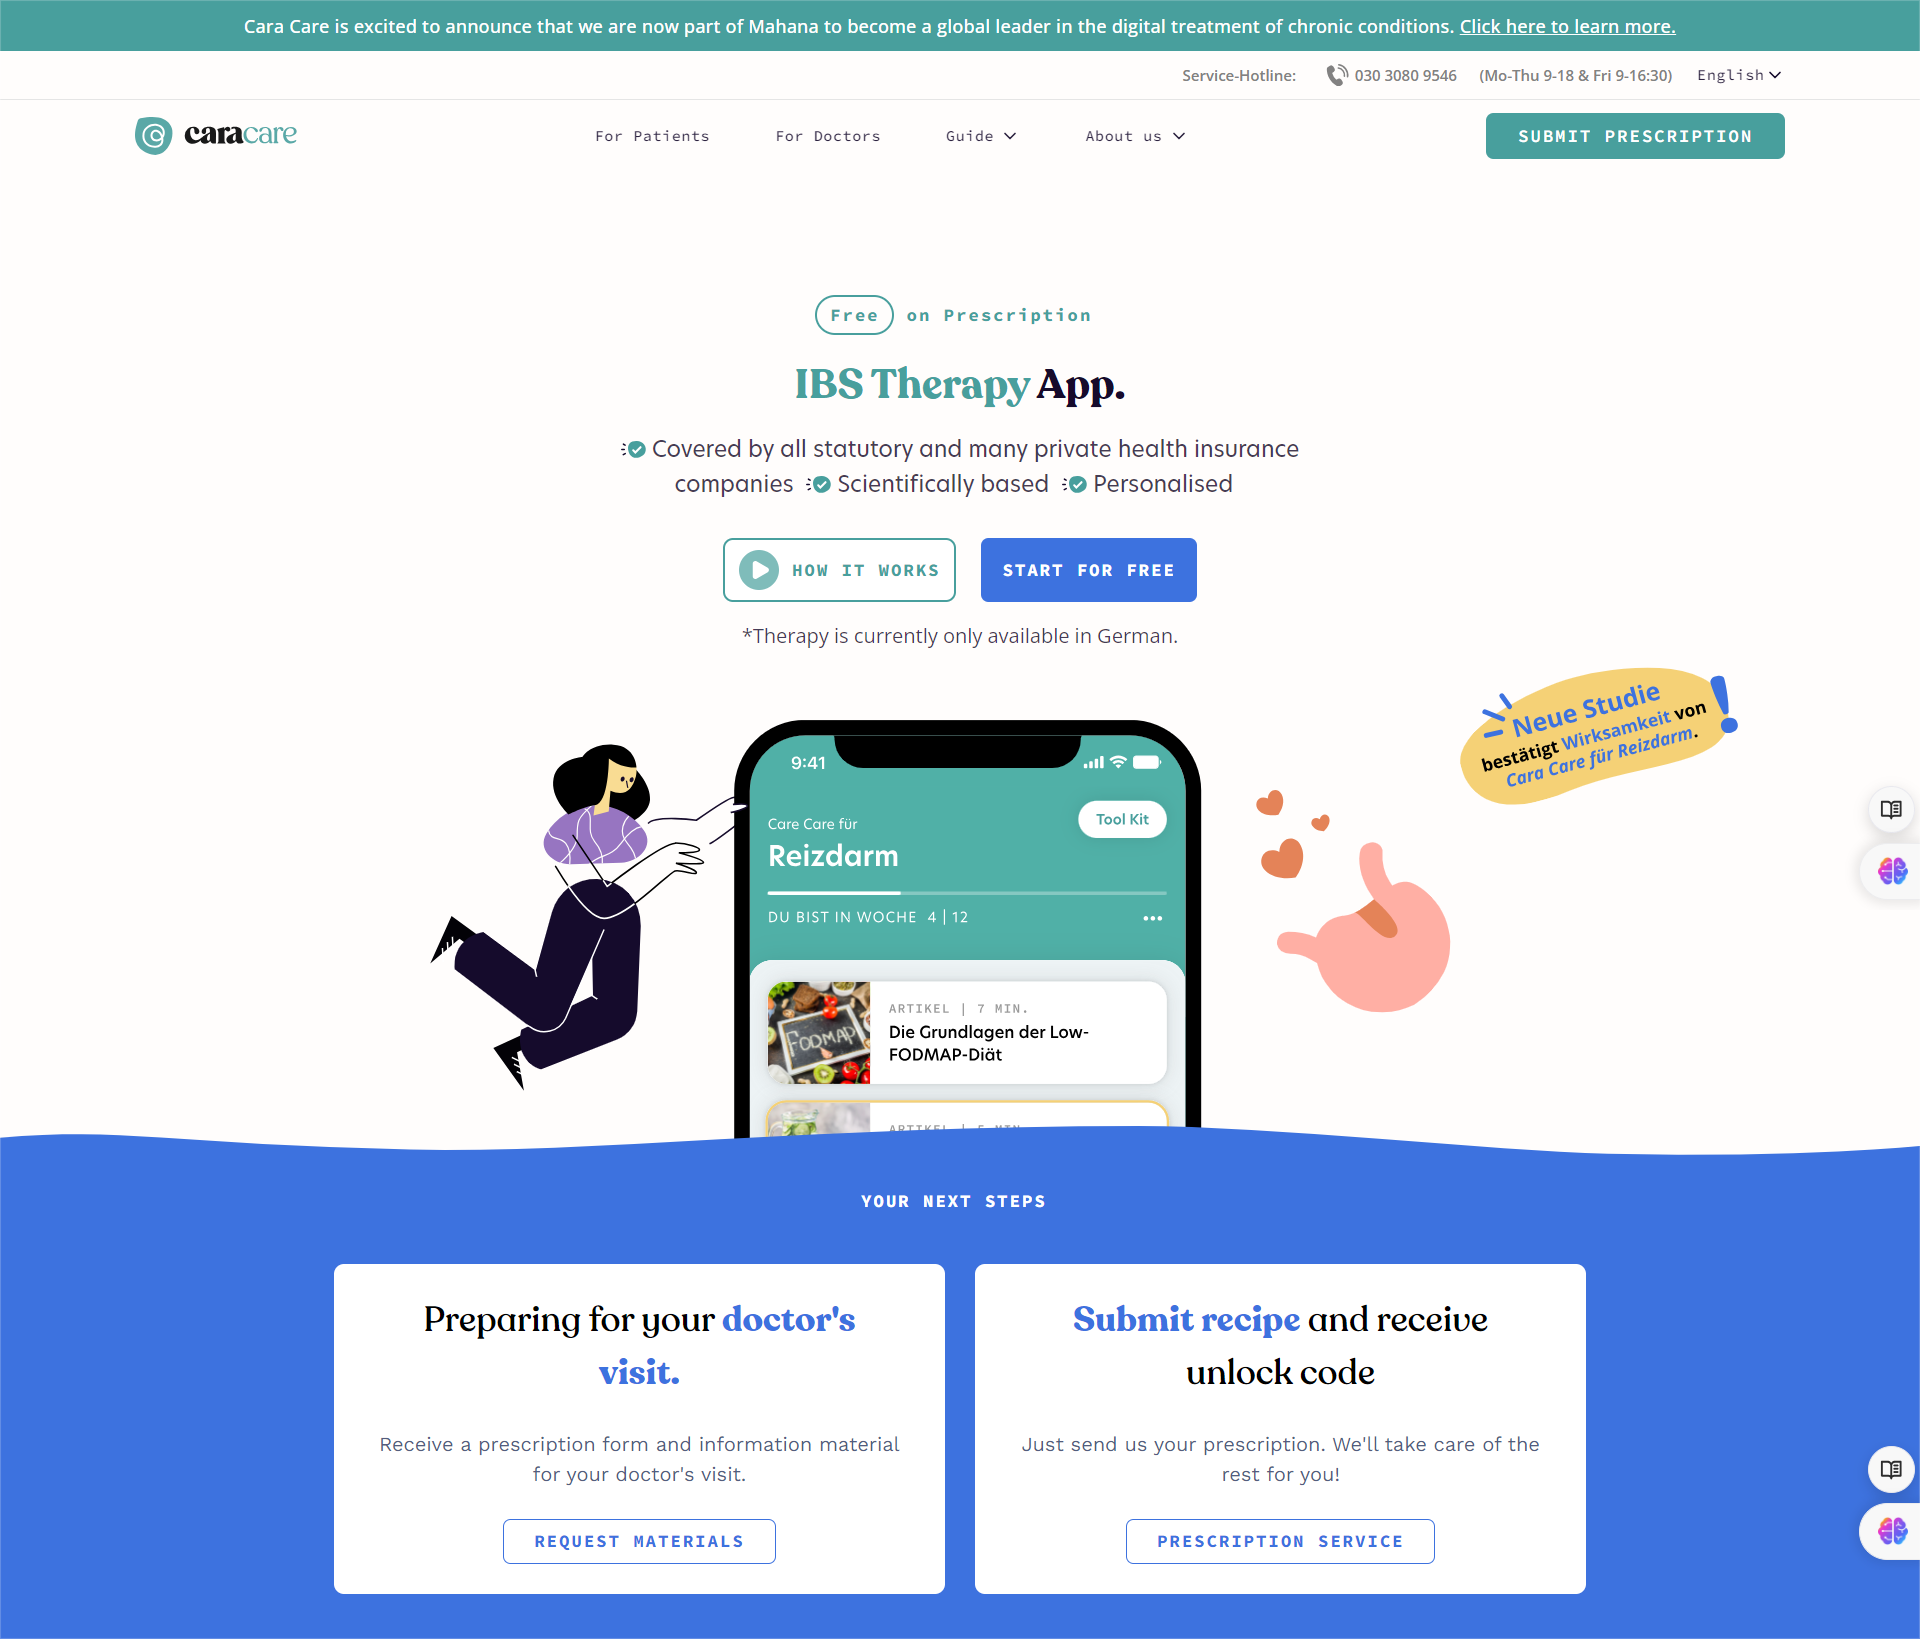 Cara Care is excited to announce that we are now part of Mahana to become a global leader in the digital treatment of chronic conditions. Click here to learn more.
Service-Hotline: 030 3080 9546 (Mo-Thu 9-18 & Fri 9-16:30) English
caracare
For Patients
For Doctors
Guide
About us
SUBMIT PRESCRIPTION
Free on Prescription
IBS Therapy App.
Covered by all statutory and many private health insurance
companies Scientifically based Personalised
HOW IT WORKS
START FOR FREE
*Therapy is currently only available in German.
Neue Studie
bestätigt Wirksamkeit von
Cara Care für Reizdarm.
9:41
Tool Kit
Care Care für
Reizdarm
DU BIST IN WOCHE 4 | 12
FODMAP
ARTIKEL | 7 MIN.
Die Grundlagen der Low-
FODMAP-Diät
ARTIKEL | 5 MIN.
YOUR NEXT STEPS
Preparing for your doctor's
visit.
Receive a prescription form and information material
for your doctor's visit.
REQUEST MATERIALS
Submit recipe and receive
unlock code
Just send us your prescription. We'll take care of the
rest for you!
PRESCRIPTION SERVICE